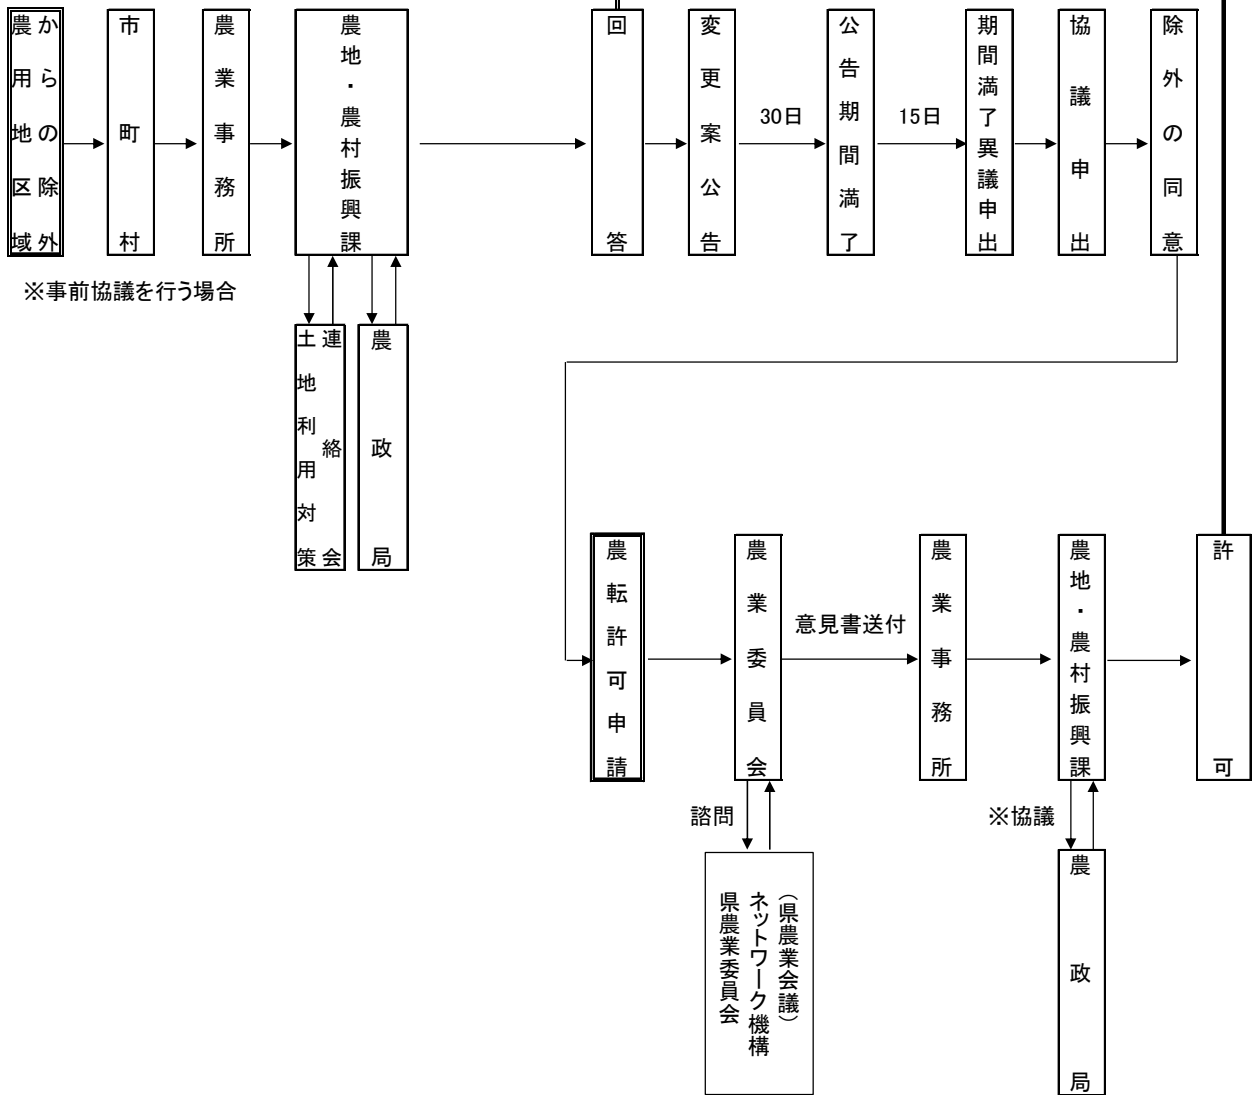 農用地区域
からの除外
市町村
農業事務所
農地・農村振興課
回答
変更案公告
30日
公告期間満了
15日
期間満了異議申出
協議申出
除外の同意
※事前協議を行う場合
土地利用対策
連絡会
農政局
農転許可申請
農業委員会
意見書送付
農業事務所
農地・農村振興課
許可
諮問
※協議
県農業委員会
ネットワーク機構
（県農業会議）
農政局